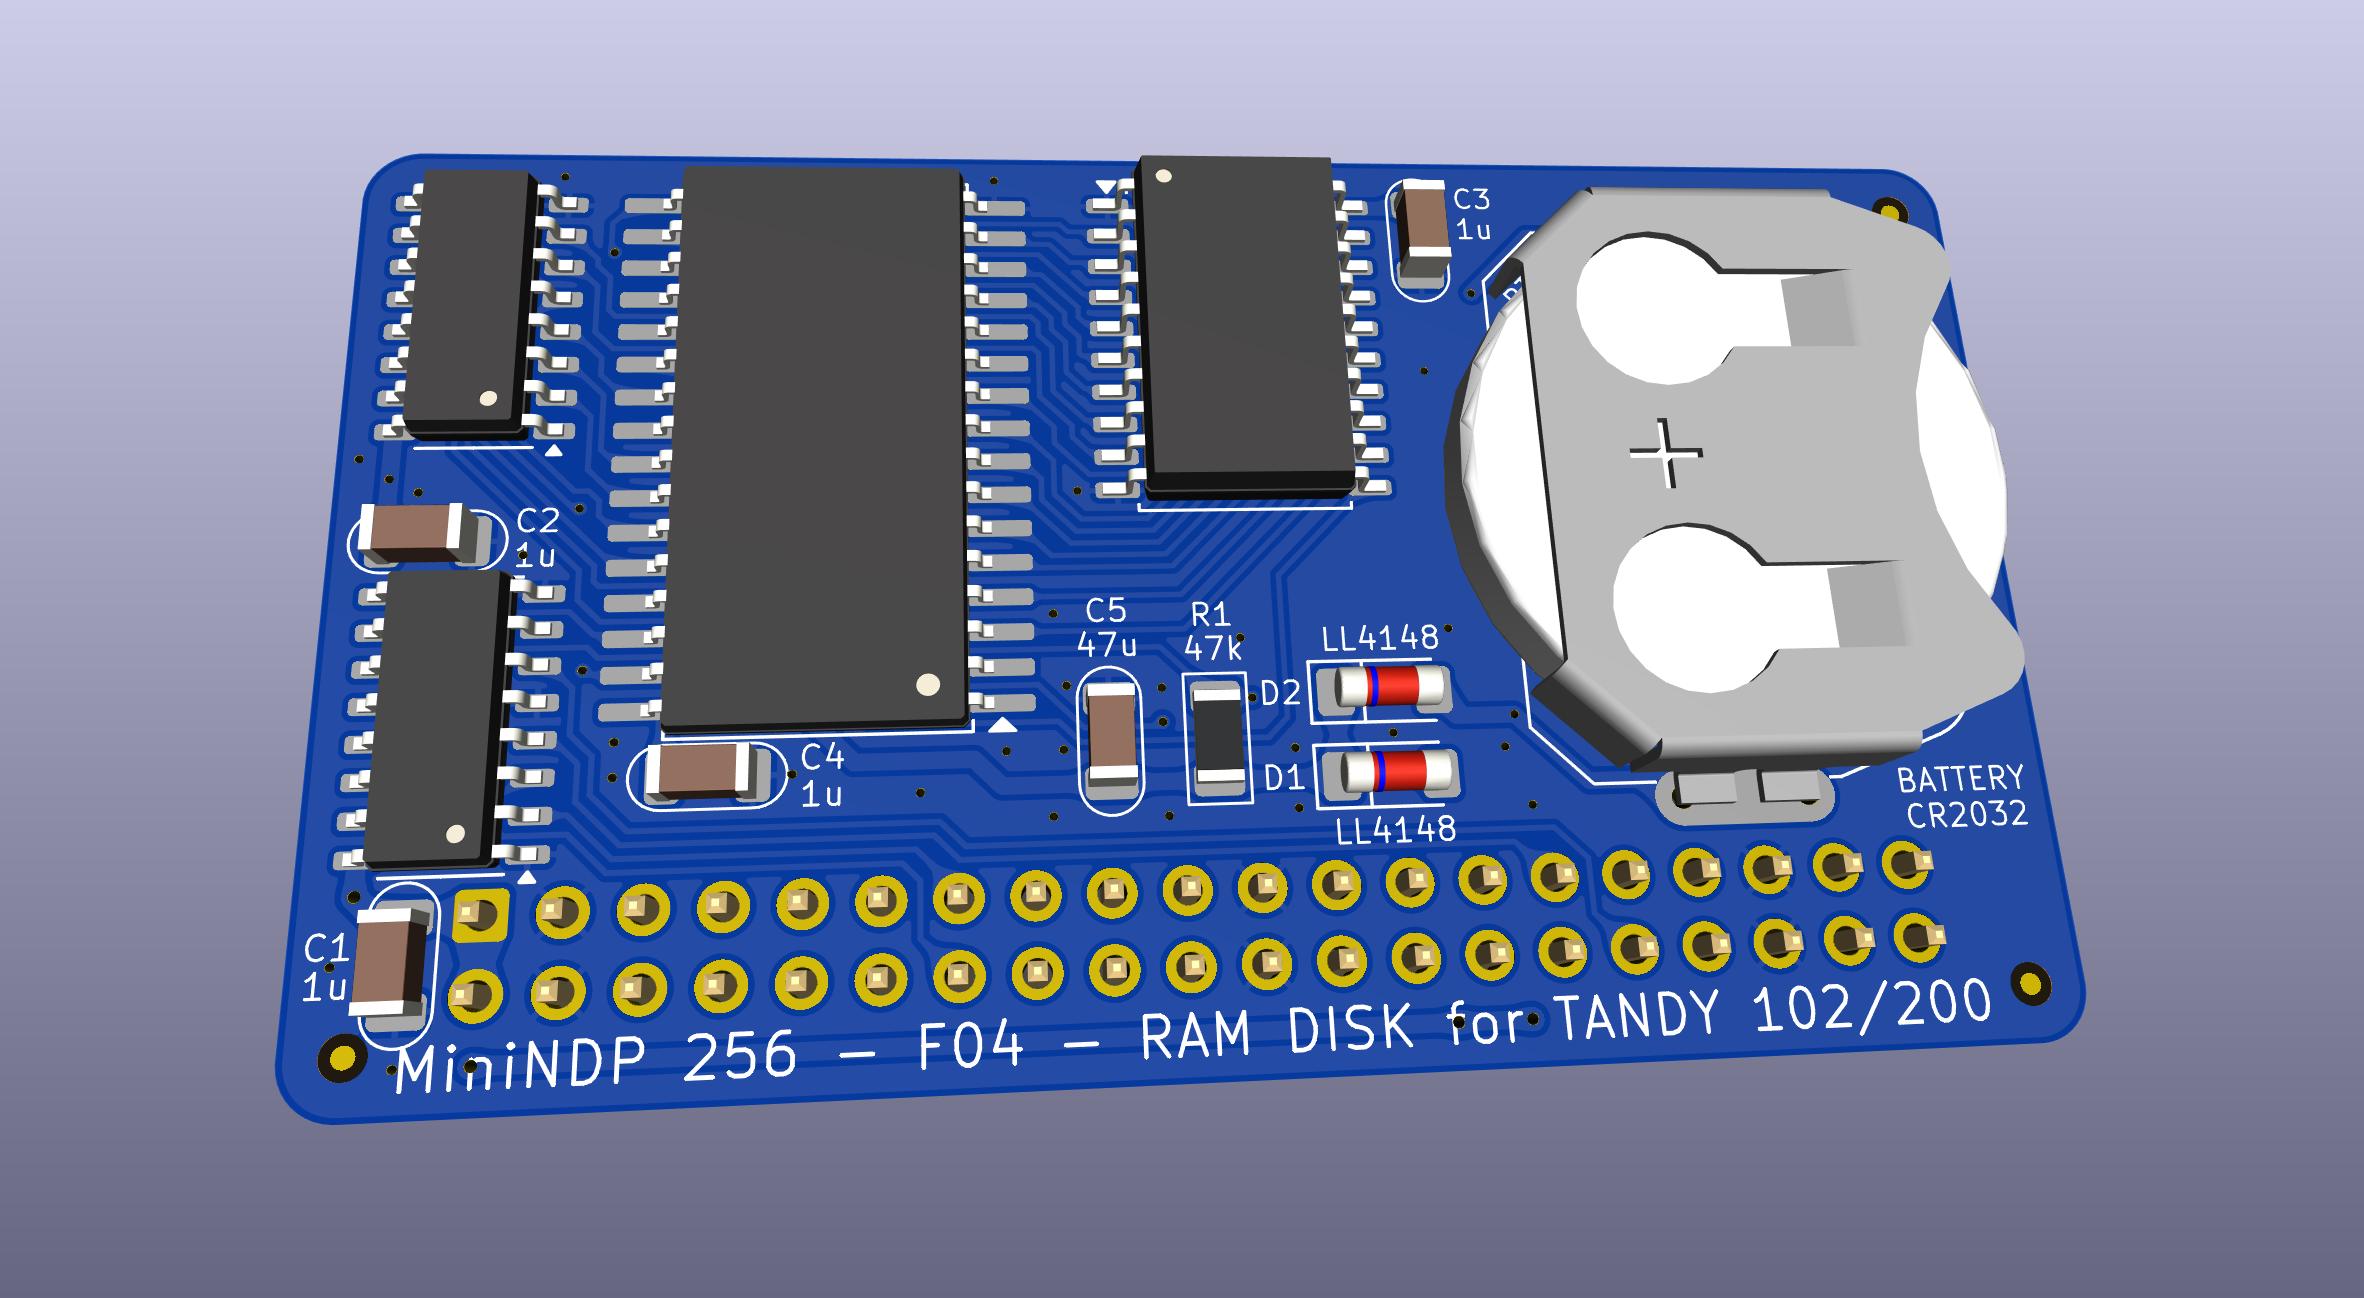 C3
1u
C2
1u
C5
47u
R1
47k
LL4148
D2
D1
LL4148
C4
1u
BATTERY
CR2032
C1
1u
MiniNDP 256 – F04 – RAM DISK for TANDY 102/200